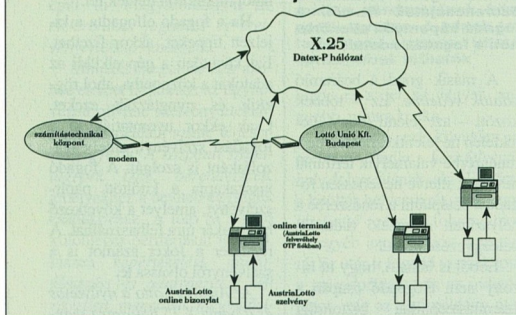 X.25
Datex-P hálózat
számítástechnikai
központ
modem
Lottó Unió Kft.
Budapest
online terminál
(AustriaLotto
felvevőhely
OTP fiókban)
AustriaLotto
online bizonylat
AustriaLotto
szelvény